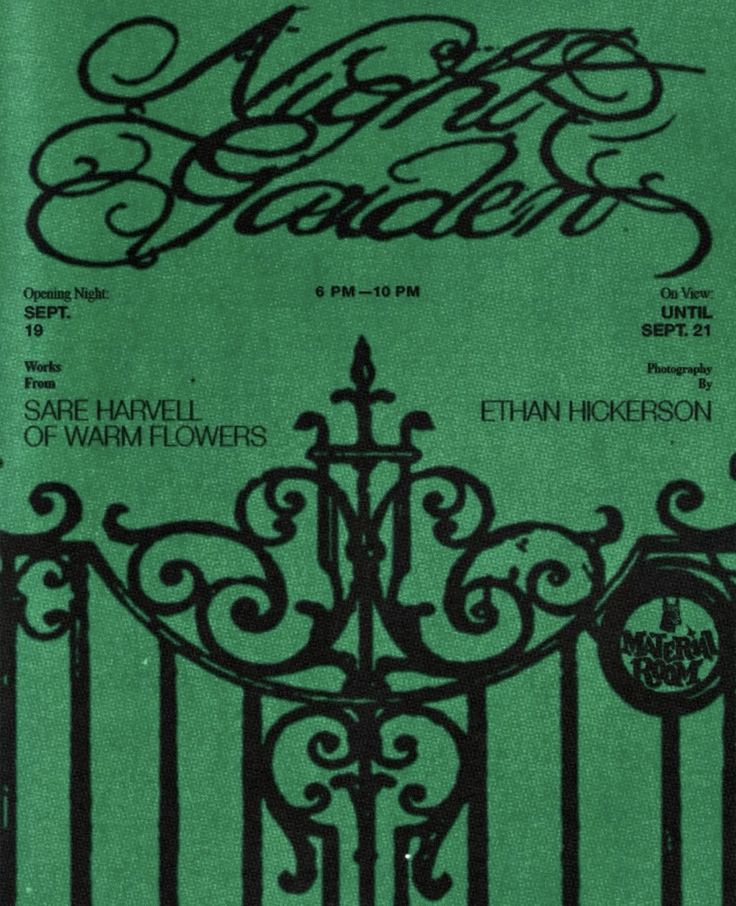 Night
Garden
Opening Night:
SEPT.
19
6 PM—10 PM
On View:
UNTIL
SEPT. 21
Works
From
SARE HARVELL
OF WARM FLOWERS
Photography
By
ETHAN HICKERSON
MATERIAL
ROOM